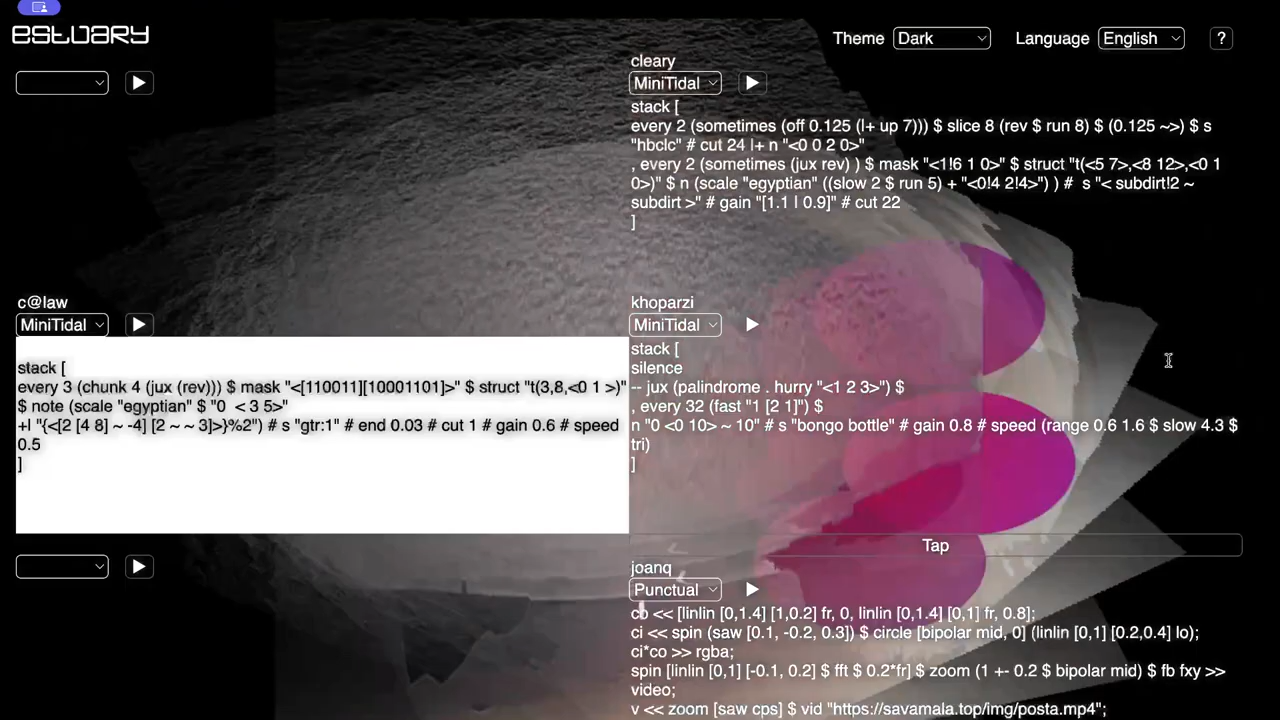 estuary
Theme Dark Language English ?
cleary
MiniTidal
stack [
every 2 (sometimes (off 0.125 (|+ up 7))) $ slice 8 (rev $ run 8) $ (0.125 ~>) $ s
"hbclc" # cut 24 |+ n "<0 0 2 0>"
, every 2 (sometimes (jux rev) ) $ mask "<1!6 1 0>" $ struct "t(<5 7>,<8 12>,<0 1
0>)" $ n (scale "egyptian" ((slow 2 $ run 5) + "<0!4 2!4>") ) # s "< subdirt!2 ~
subdirt >" # gain "[1.1 | 0.9]" # cut 22
]
c@law
MiniTidal
stack [
every 3 (chunk 4 (jux (rev))) $ mask "<[110011][10001101]>" $ struct "t(3,8,<0 1 >)"
$ note (scale "egyptian" $ "0 < 3 5>"
+| "{<[2 [4 8] ~ -4] [2 ~ ~ 3]>}%2") # s "gtr:1" # end 0.03 # cut 1 # gain 0.6 # speed
0.5
]
khoparzi
MiniTidal
stack [
silence
-- jux (palindrome . hurry "<1 2 3>") $
, every 32 (fast "1 [2 1]") $
n "0 <0 10> ~ 10" # s "bongo bottle" # gain 0.8 # speed (range 0.6 1.6 $ slow 4.3 $
tri)
]
Tap
joanq
Punctual
co << [linlin [0,1.4] [1,0.2] fr, 0, linlin [0,1.4] [0,1] fr, 0.8];
ci << spin (saw [0.1, -0.2, 0.3]) $ circle [bipolar mid, 0] (linlin [0,1] [0.2,0.4] lo);
ci*co >> rgba;
spin [linlin [0,1] [-0.1, 0.2] $ fft $ 0.2*fr] $ zoom (1 +- 0.2 $ bipolar mid) $ fb fxy >>
video;
v << zoom [saw cps] $ vid "https://savamala.top/img/posta.mp4";